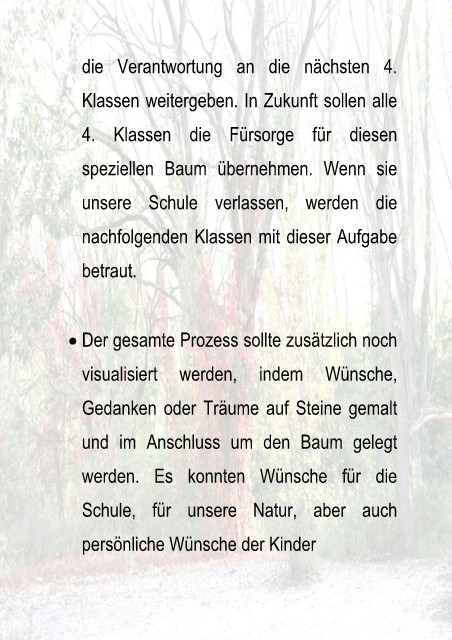 die Verantwortung an die nächsten 4.
Klassen weitergeben. In Zukunft sollen alle
4. Klassen die Fürsorge für diesen
speziellen Baum übernehmen. Wenn sie
unsere Schule verlassen, werden die
nachfolgenden Klassen mit dieser Aufgabe
betraut.
• Der gesamte Prozess sollte zusätzlich noch
visualisiert werden, indem Wünsche,
Gedanken oder Träume auf Steine gemalt
und im Anschluss um den Baum gelegt
werden. Es konnten Wünsche für die
Schule, für unsere Natur, aber auch
persönliche Wünsche der Kinder